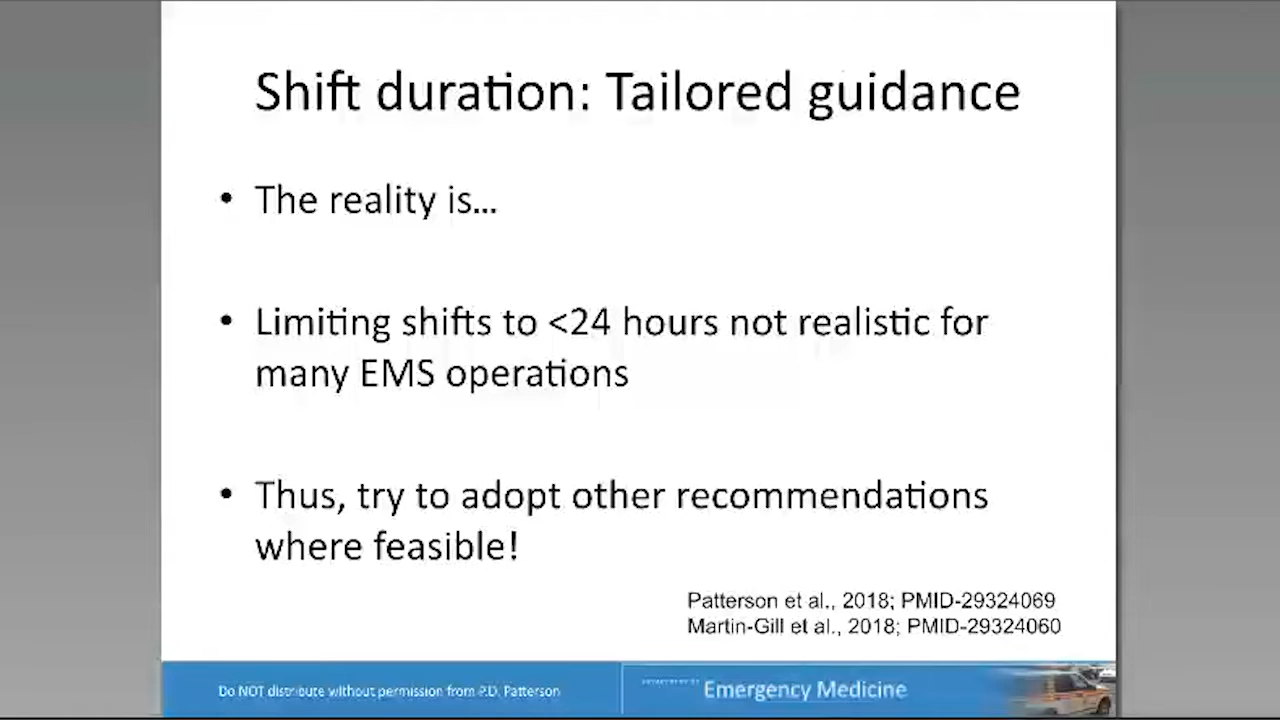 Shift duration: Tailored guidance
• The reality is…
• Limiting shifts to <24 hours not realistic for
many EMS operations
• Thus, try to adopt other recommendations
where feasible!
Patterson et al., 2018; PMID-29324069
Martin-Gill et al., 2018; PMID-29324060
Do NOT distribute without permission from P.D. Patterson
DEPARTMENT OF
Emergency Medicine